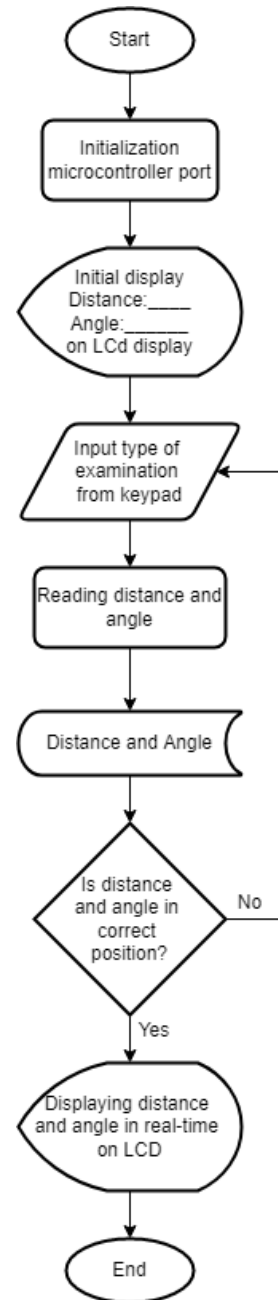 Start
Initialization
microcontroller port
Initial display
Distance:____
Angle:______
on LCd display
Input type of
examination
from keypad
Reading distance and
angle
Distance and Angle
Is distance
and angle in
correct
position?
No
Yes
Displaying distance
and angle in real-time
on LCD
End